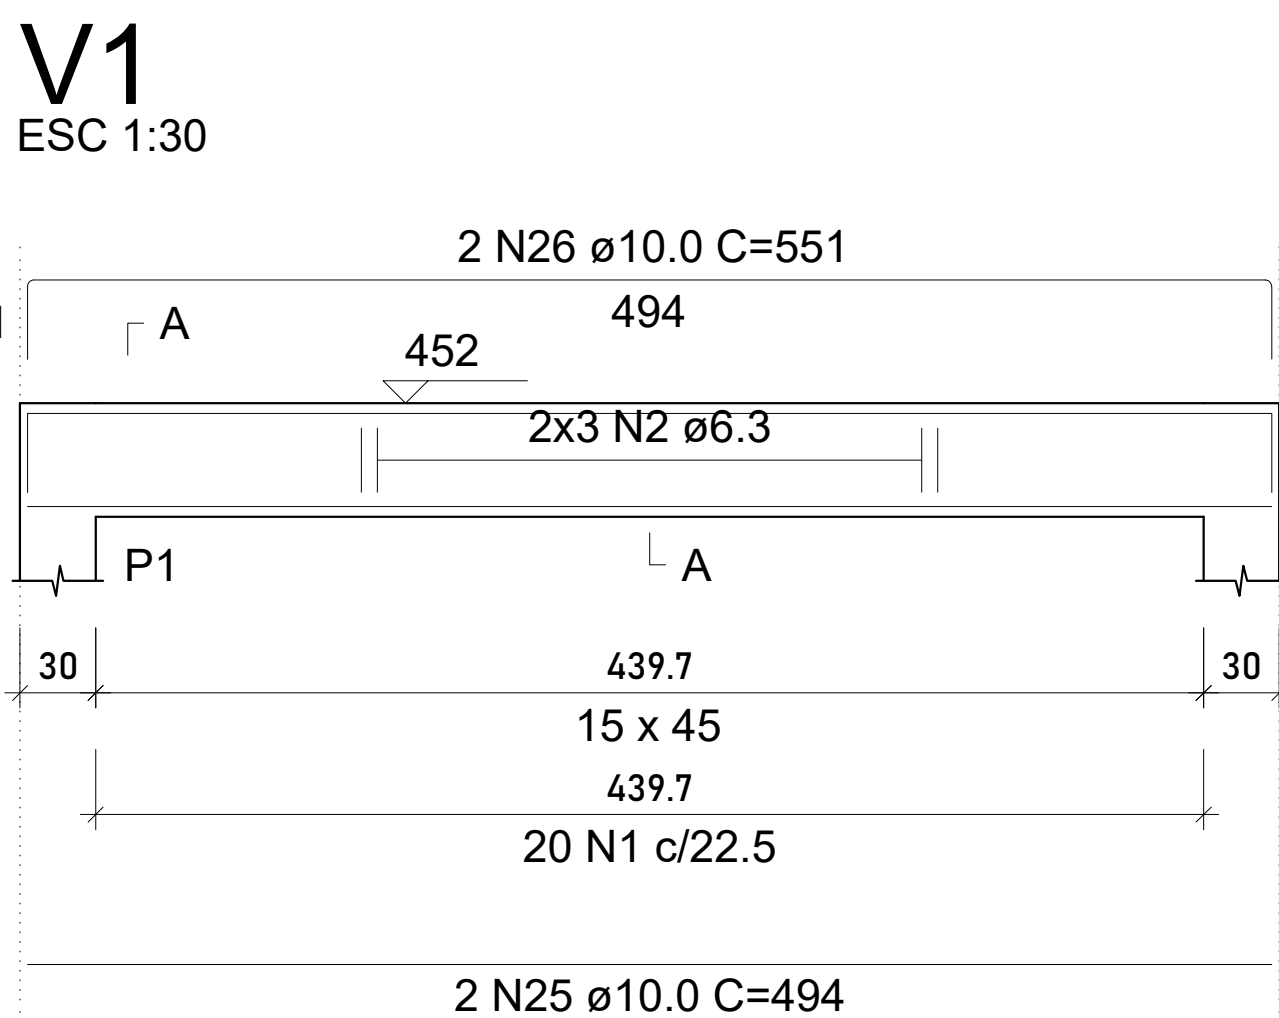 V1
ESC 1:30
2 N26 ø10.0 C=551
494
A
452
2x3 N2 ø6.3
P1
A
30
439.7
30
15 x 45
439.7
20 N1 c/22.5
2 N25 ø10.0 C=494